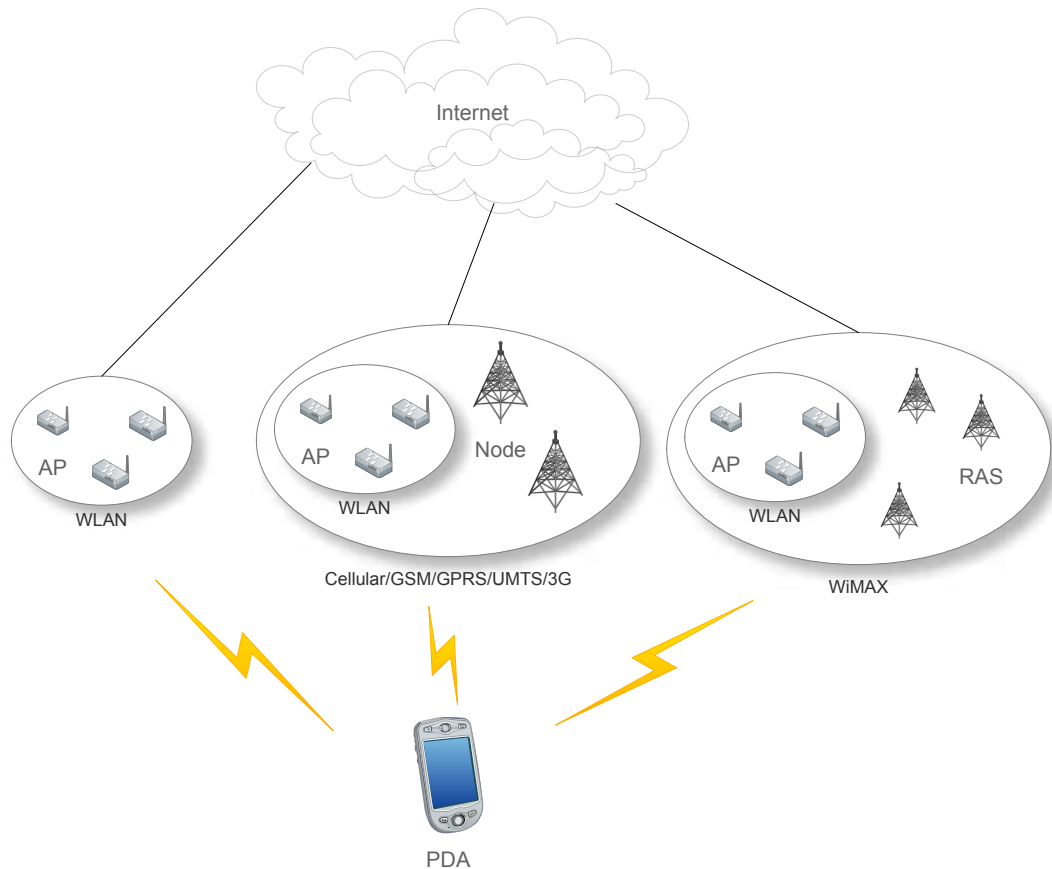 Internet
AP
WLAN
AP
Node
WLAN
Cellular/GSM/GPRS/UMTS/3G
AP
RAS
WLAN
WiMAX
PDA